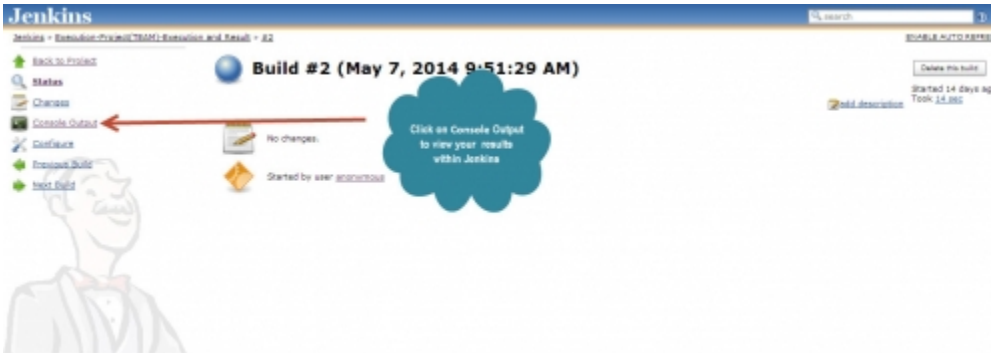 Jenkins
search
Jenkins › Execution-Project(TEAM)-Execution and Result › #2
ENABLE AUTO REFRE
Back to Project
Status
Changes
Console Output
Configure
Previous Build
Next Build
Build #2 (May 7, 2014 9:51:29 AM)
Delete this build
Started 14 days ag
Took 14 sec
add description
No changes.
Started by user anonymous
Click on Console Output
to view your results
within Jenkins